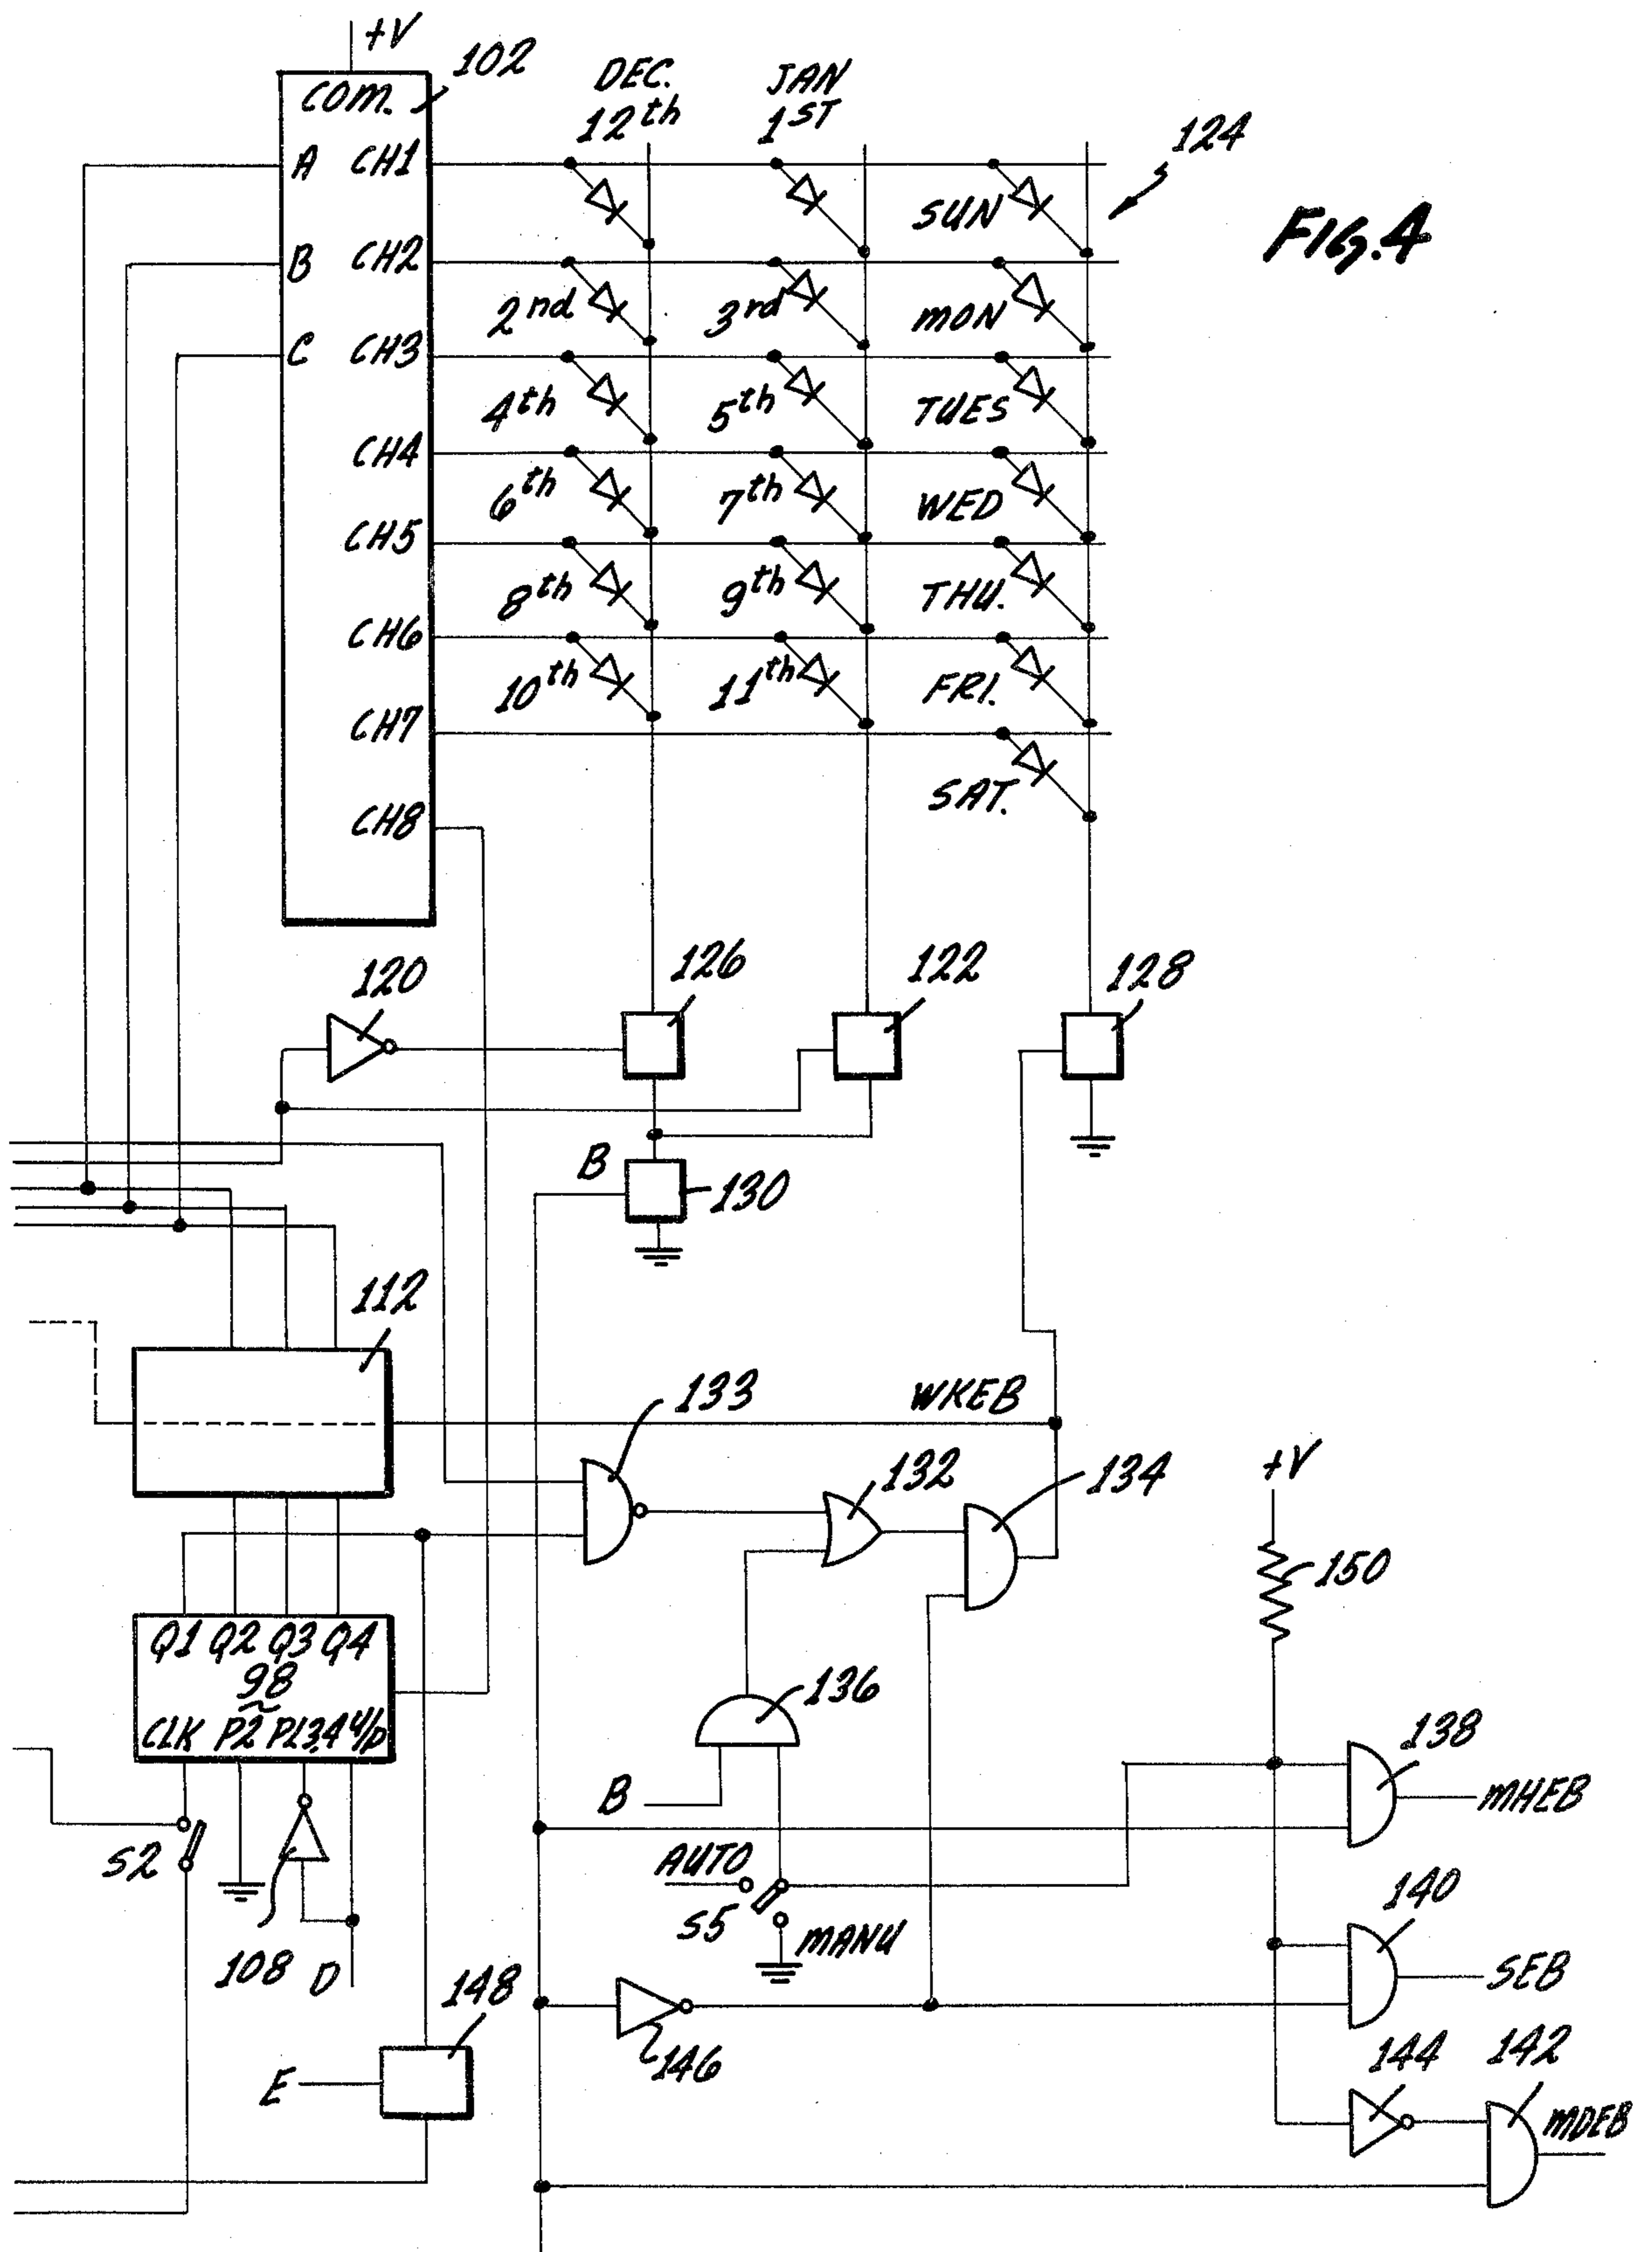 +V
102
COM.
DEC.
12th
JAN
1ST
124
FIG.4
A
CH1
SUN
B
CH2
2nd
3rd
MON
C
CH3
4th
5th
TUES
CH4
6th
7th
WED
CH5
8th
9th
THU.
CH6
10th
11th
FRI.
CH7
SAT.
CH8
120
126
122
128
B
130
112
133
WKEB
132
134
+V
150
Q1 Q2 Q3 Q4
98
CLK P2 P1,3,4 U/D
136
138
B
MHEB
S2
AUTO
S5
MANU
140
108
D
SEB
148
E
146
144
142
MDEB